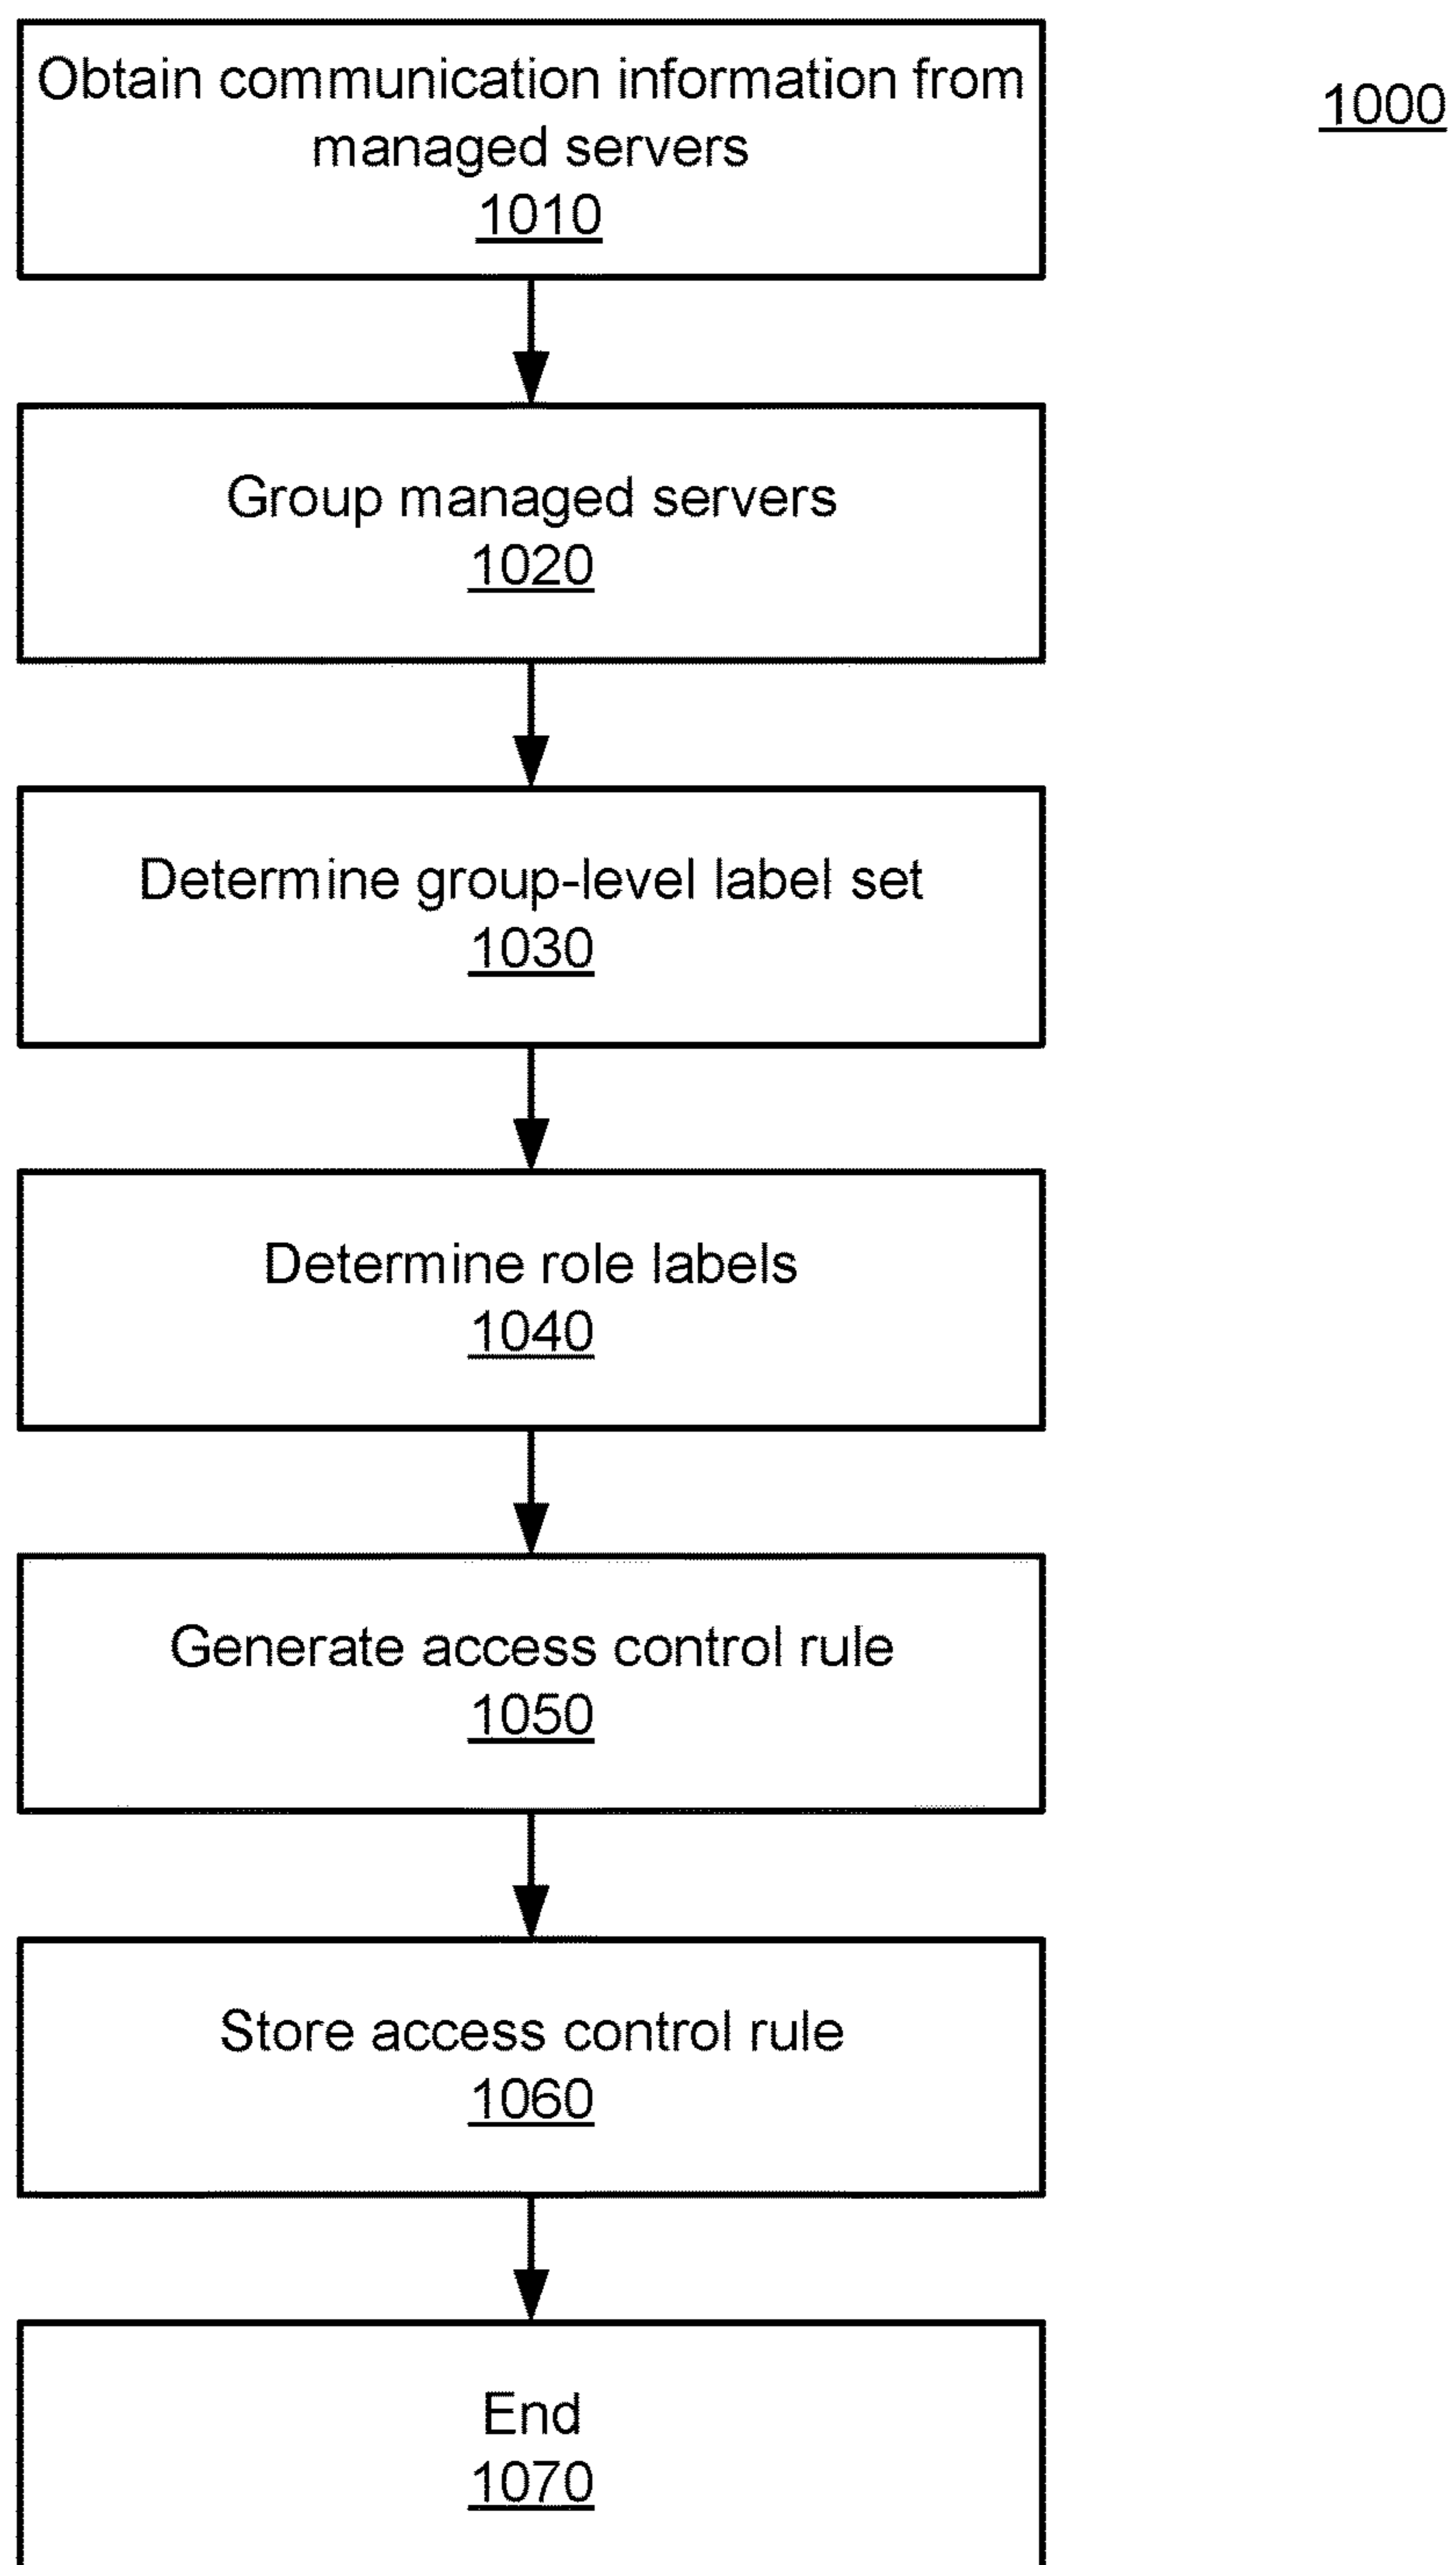 Obtain communication information from
managed servers
1010
1000
Group managed servers
1020
Determine group-level label set
1030
Determine role labels
1040
Generate access control rule
1050
Store access control rule
1060
End
1070